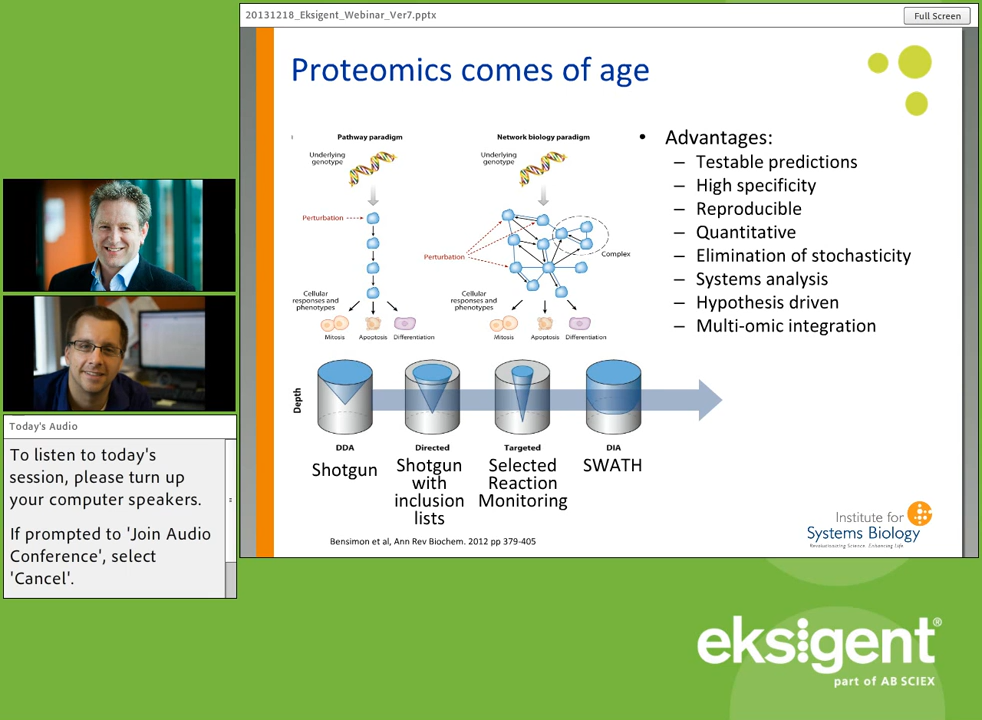 20131218_Eksigent_Webinar_Ver7.pptx
Full Screen
Proteomics comes of age
Pathway paradigm
Underlying
genotype
Perturbation
Cellular
responses and
phenotypes
Mitosis
Apoptosis
Differentiation
Network biology paradigm
Underlying
genotype
Perturbation
Complex
Cellular
responses and
phenotypes
Mitosis
Apoptosis
Differentiation
• Advantages:
– Testable predictions
– High specificity
– Reproducible
– Quantitative
– Elimination of stochasticity
– Systems analysis
– Hypothesis driven
– Multi-omic integration
Depth
DDA
Shotgun
Directed
Shotgun
with
inclusion
lists
Targeted
Selected
Reaction
Monitoring
DIA
SWATH
Bensimon et al, Ann Rev Biochem. 2012 pp 379-405
Institute for
Systems Biology
Revolutionizing Science. Enhancing Life.
Today's Audio
To listen to today's
session, please turn up
your computer speakers.
If prompted to 'Join Audio
Conference', select
'Cancel'.
eksigent®
part of AB SCIEX